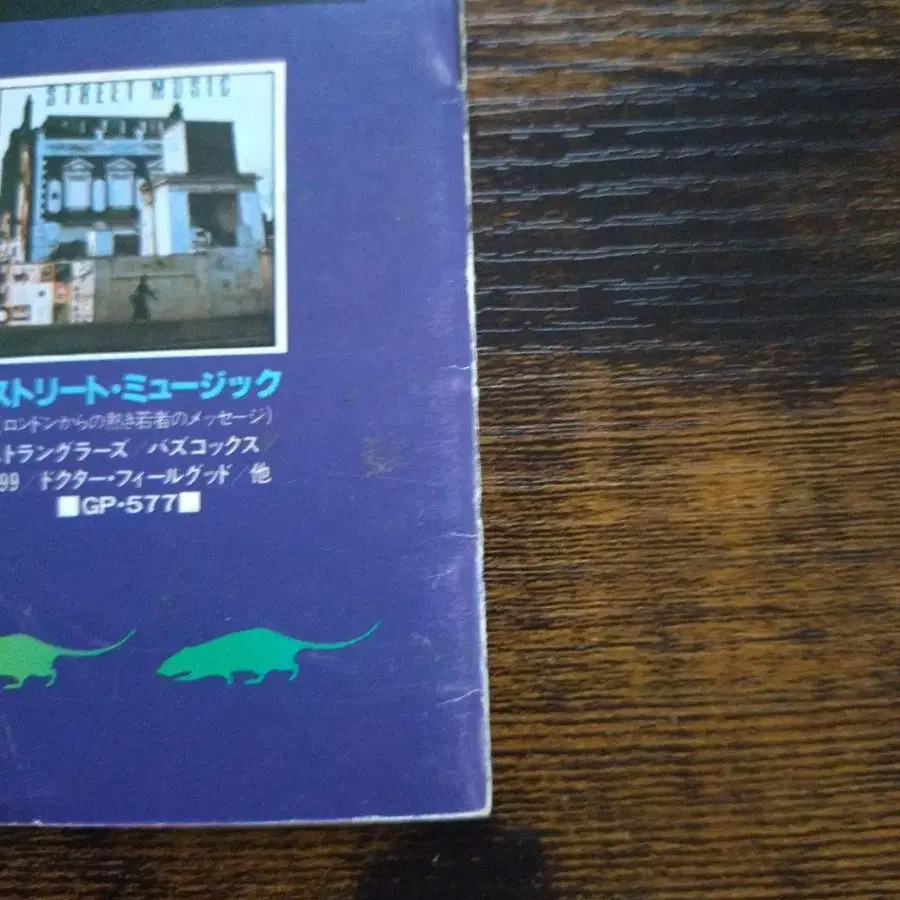 STREET MUSIC
ストリート・ミュージック
(ロンドンからの熱き若者のメッセージ)
トラングラーズ/バズコックス/
99/ドクター・フィールグッド/他
■GP・577■